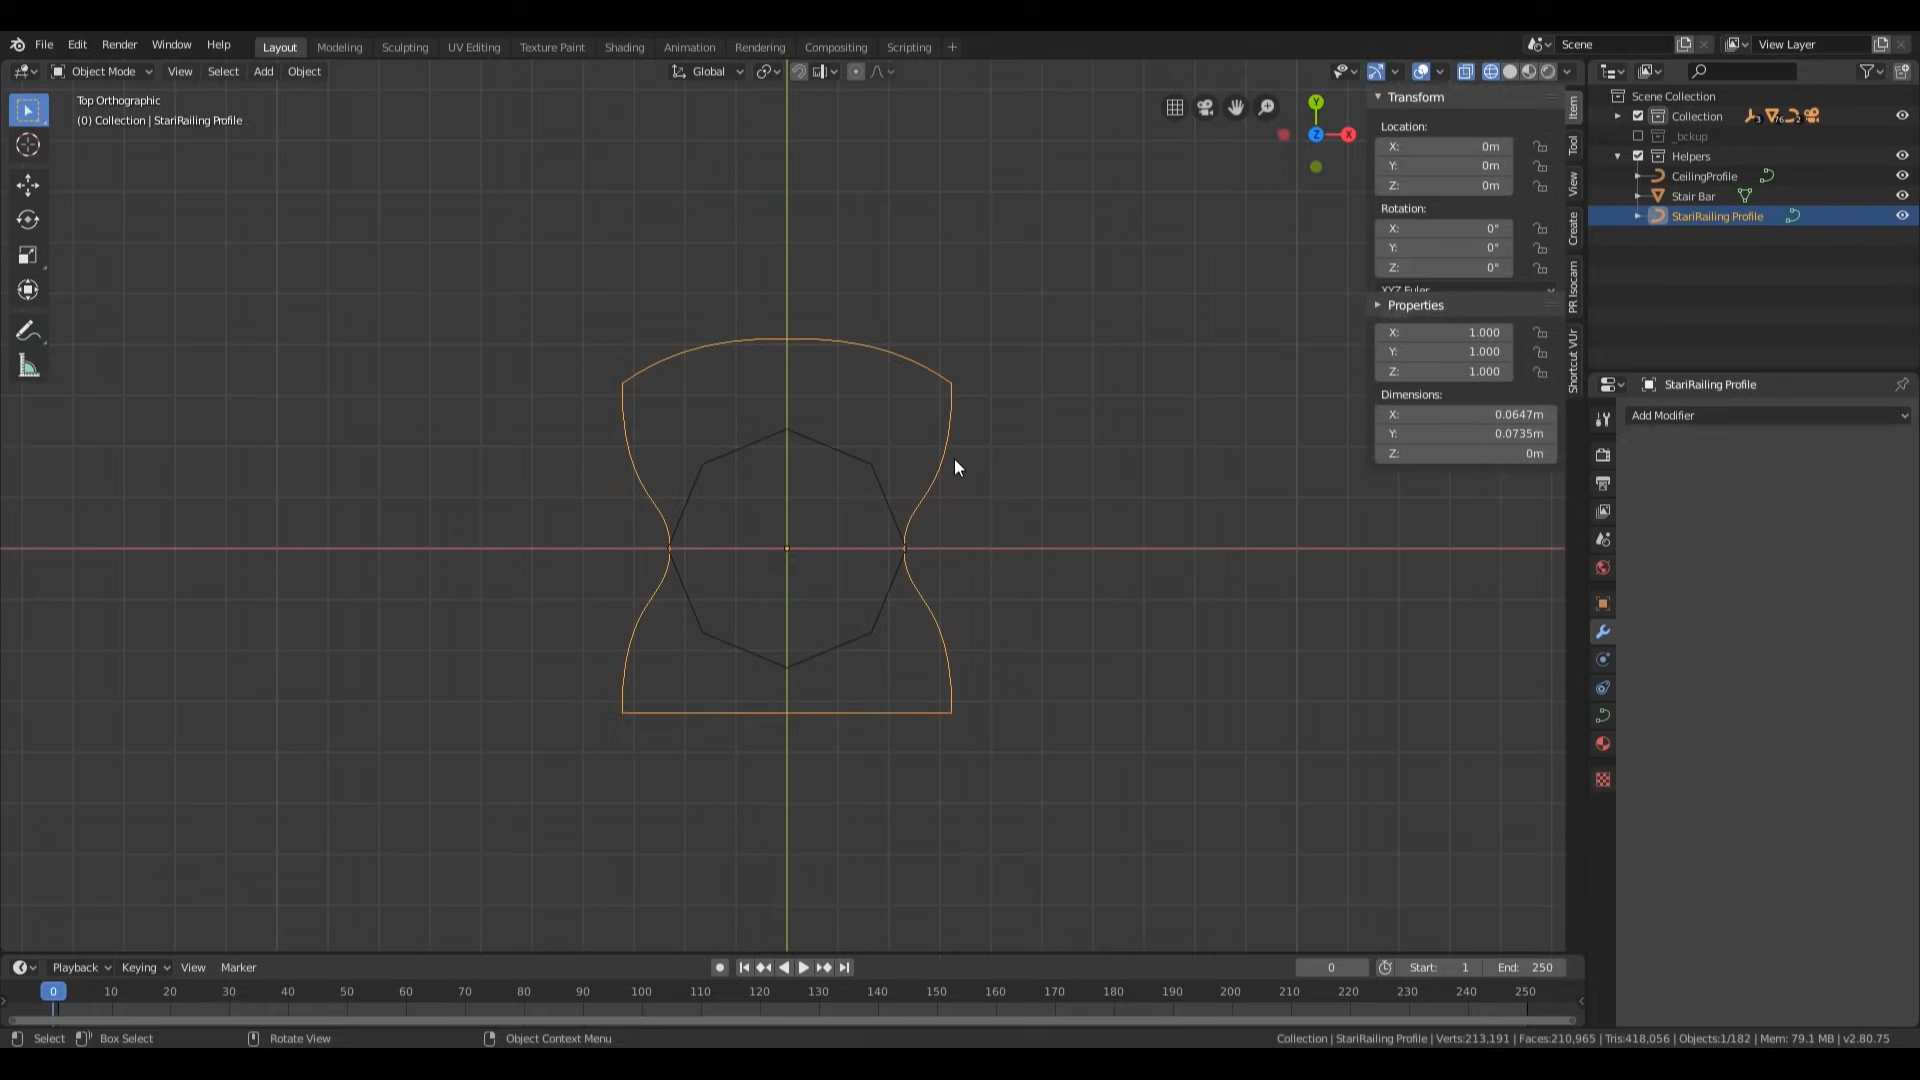 File Edit Render Window Help Layout Modeling Sculpting UV Editing Texture Paint Shading Animation Rendering Compositing Scripting + Scene View Layer
Object Mode View Select Add Object Global
Top Orthographic
(0) Collection | StariRailing Profile
Y
Z
X
Transform
Location:
X: 0m
Y: 0m
Z: 0m
Rotation:
X: 0°
Y: 0°
Z: 0°
XYZ Euler
Properties
X: 1.000
Y: 1.000
Z: 1.000
Dimensions:
X: 0.0647m
Y: 0.0735m
Z: 0m
Item
Tool
View
Create
PR Isocam
Shortcut VUr
Scene Collection
Collection 3 76 2
_bckup
Helpers
CeilingProfile
Stair Bar
StariRailing Profile
StariRailing Profile
Add Modifier
Playback Keying View Marker 0 Start: 1 End: 250
0 10 20 30 40 50 60 70 80 90 100 110 120 130 140 150 160 170 180 190 200 210 220 230 240 250
Select Box Select Rotate View Object Context Menu Collection | StariRailing Profile | Verts:213,191 | Faces:210,965 | Tris:418,056 | Objects:1/182 | Mem: 79.1 MB | v2.80.75